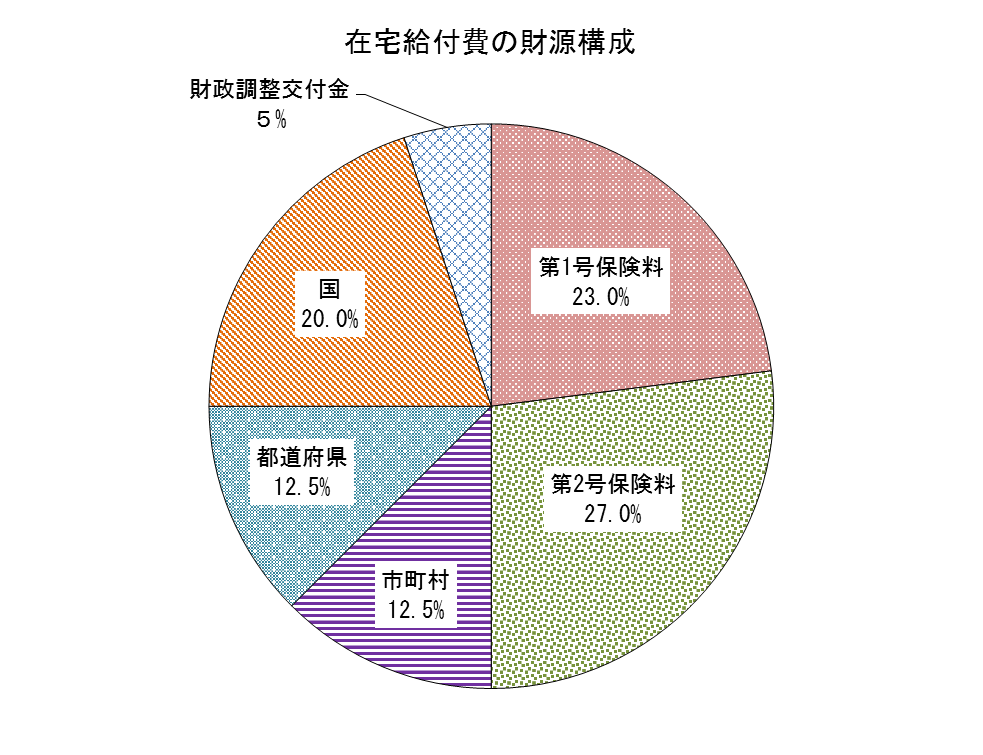 在宅給付費の財源構成
財政調整交付金
５%
第1号保険料
23.0%
国
20.0%
都道府県
12.5%
第2号保険料
27.0%
市町村
12.5%